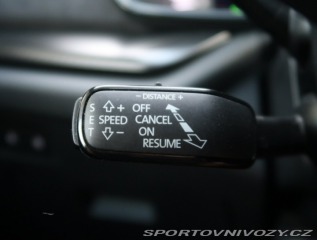 − DISTANCE +
S + OFF
E SPEED CANCEL
T − ON
RESUME
SPORTOVNIVOZY.CZ